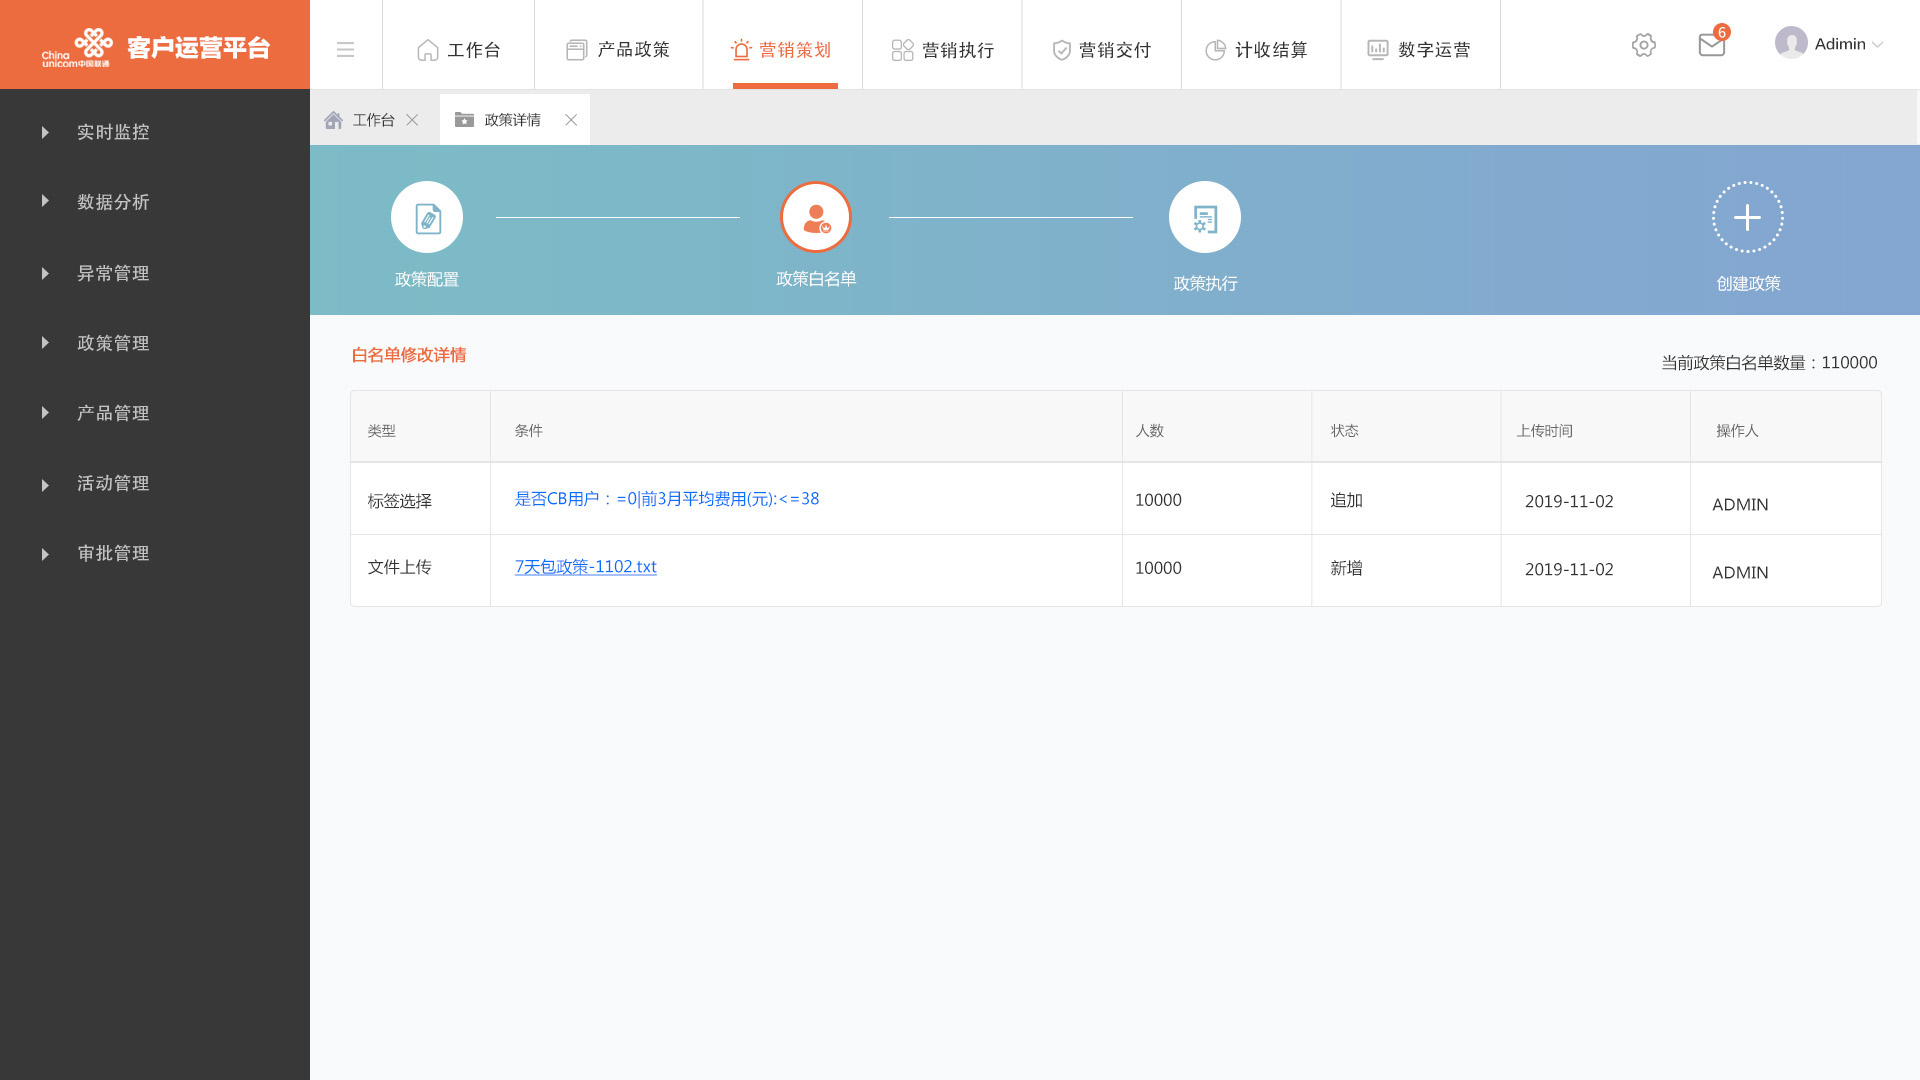 China
unicom中国联通
客户运营平台
工作台
产品政策
营销策划
营销执行
营销交付
计收结算
数字运营
6
Adimin
工作台
政策详情
实时监控
数据分析
异常管理
政策管理
产品管理
活动管理
审批管理
政策配置
政策白名单
政策执行
创建政策
白名单修改详情
当前政策白名单数量：110000
类型 条件 人数 状态 上传时间 操作人
标签选择 是否CB用户：=0|前3月平均费用(元):<=38 10000 追加 2019-11-02 ADMIN
文件上传 7天包政策-1102.txt 10000 新增 2019-11-02 ADMIN